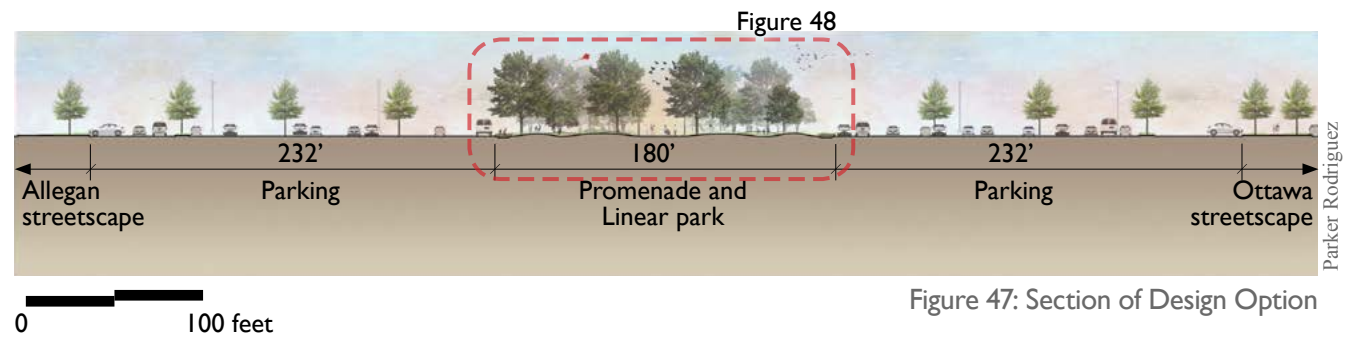 Figure 48
232’
180’
232’
Allegan
streetscape
Parking
Promenade and
Linear park
Parking
Ottawa
streetscape
Parker Rodriguez
0
100 feet
Figure 47: Section of Design Option